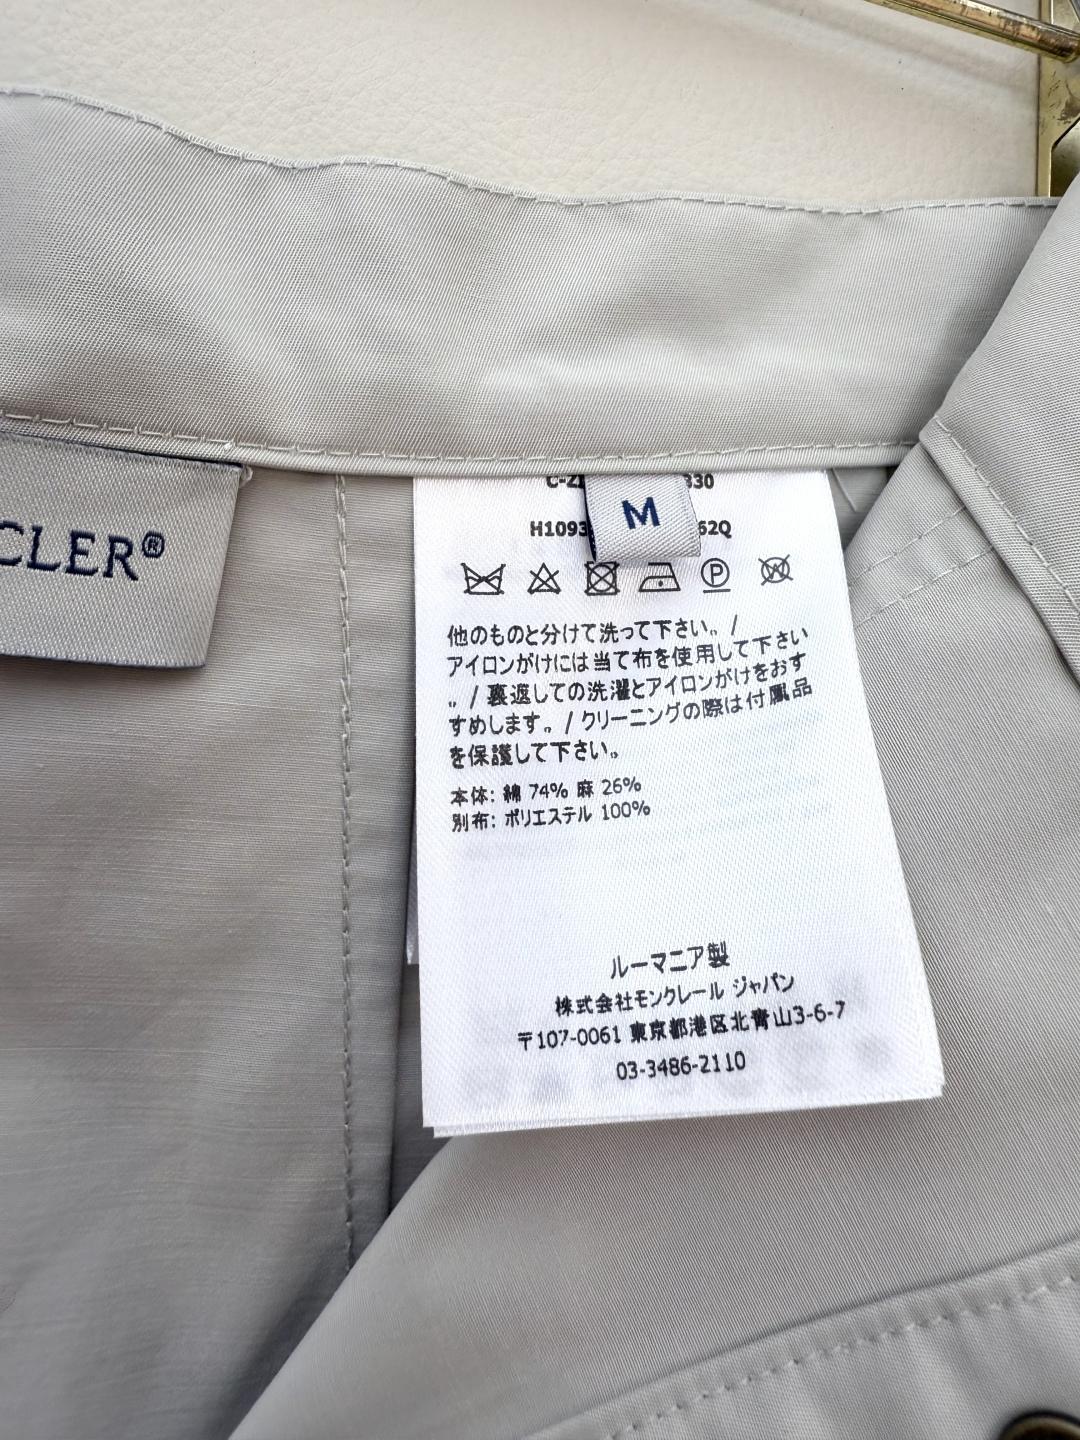 CLER®
M
他のものと分けて洗って下さい。/
アイロンがけには当て布を使用して下さい
。/ 裏返しての洗濯とアイロンがけをおす
すめします。/ クリーニングの際は付属品
を保護して下さい。
本体: 綿 74% 麻 26%
別布: ポリエステル 100%
ルーマニア製
株式会社モンクレール ジャパン
〒107-0061 東京都港区北青山3-6-7
03-3486-2110